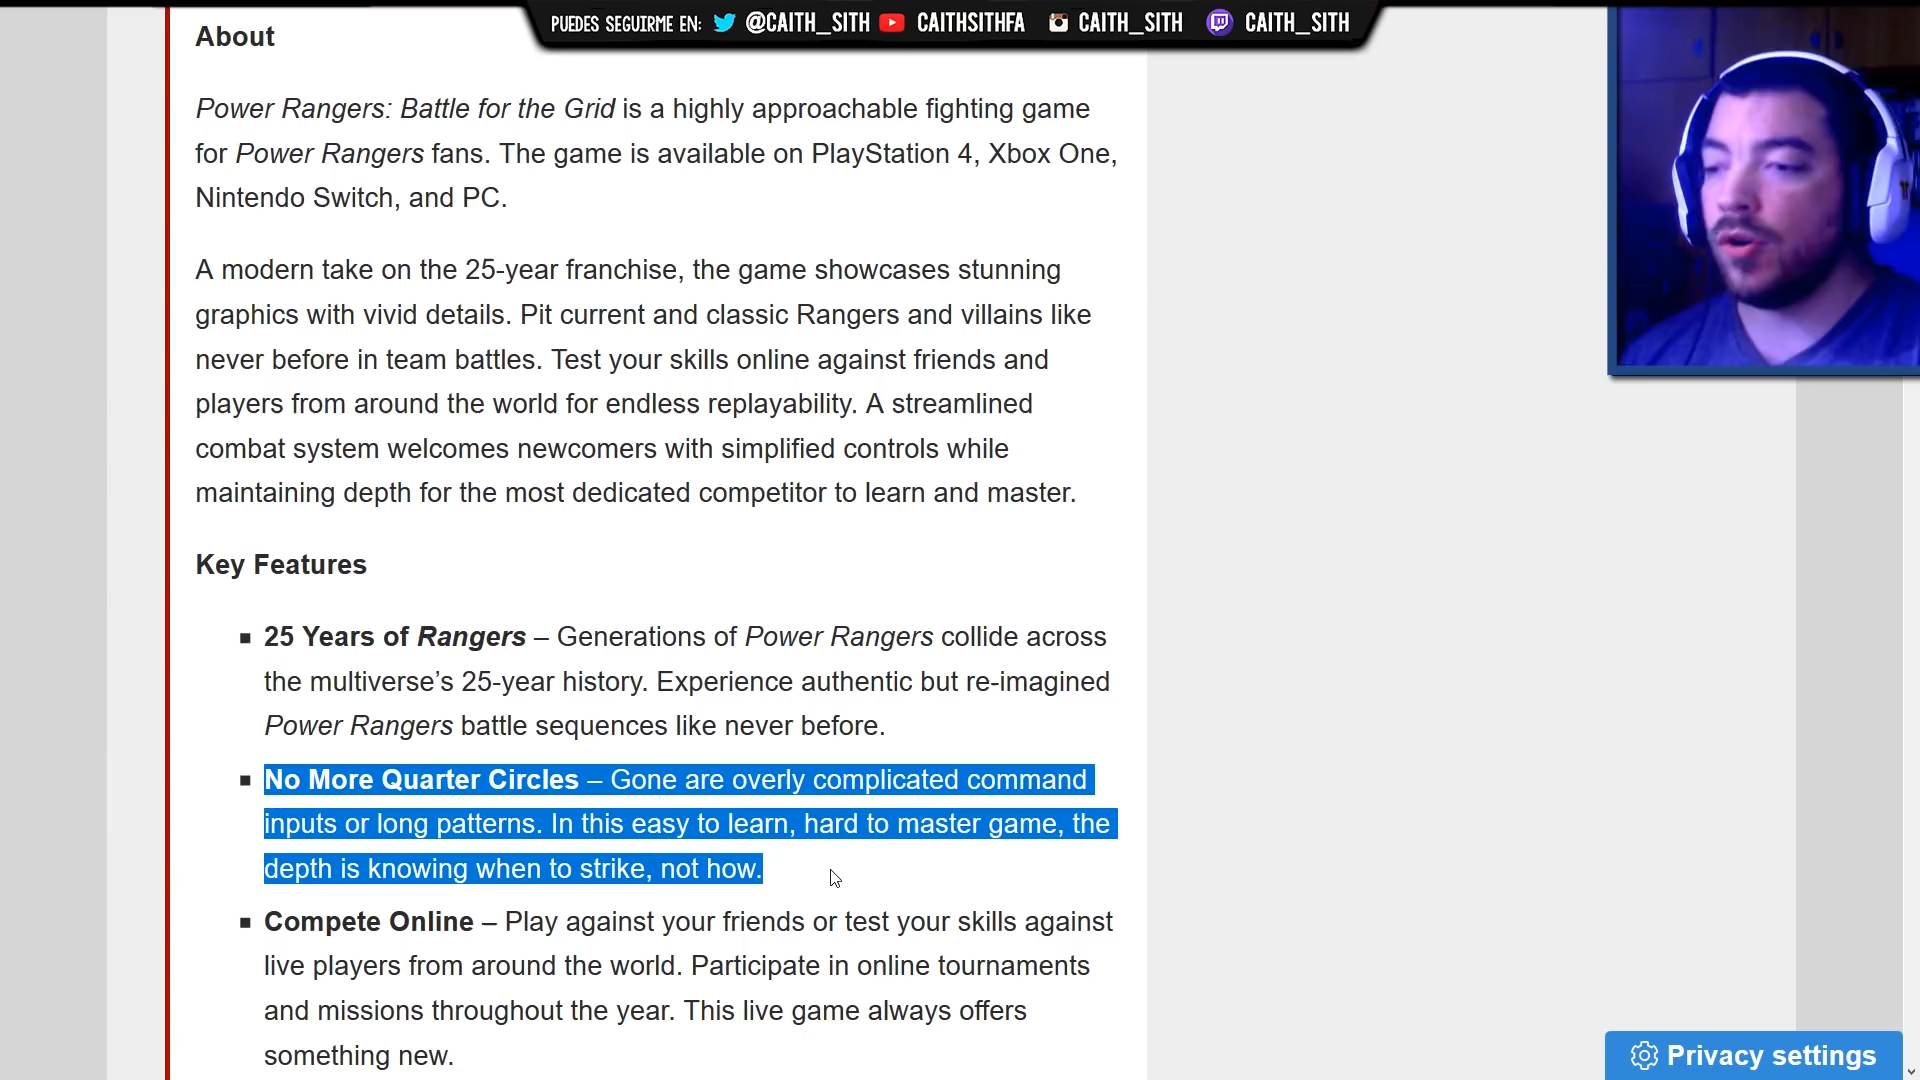 PUEDES SEGUIRME EN: @CAITH_SITH CAITHSITHFA CAITH_SITH CAITH_SITH
About
Power Rangers: Battle for the Grid is a highly approachable fighting game
for Power Rangers fans. The game is available on PlayStation 4, Xbox One,
Nintendo Switch, and PC.
A modern take on the 25-year franchise, the game showcases stunning
graphics with vivid details. Pit current and classic Rangers and villains like
never before in team battles. Test your skills online against friends and
players from around the world for endless replayability. A streamlined
combat system welcomes newcomers with simplified controls while
maintaining depth for the most dedicated competitor to learn and master.
Key Features
▪ 25 Years of Rangers – Generations of Power Rangers collide across
the multiverse’s 25-year history. Experience authentic but re-imagined
Power Rangers battle sequences like never before.
▪ No More Quarter Circles – Gone are overly complicated command
inputs or long patterns. In this easy to learn, hard to master game, the
depth is knowing when to strike, not how.
▪ Compete Online – Play against your friends or test your skills against
live players from around the world. Participate in online tournaments
and missions throughout the year. This live game always offers
something new.
Privacy settings